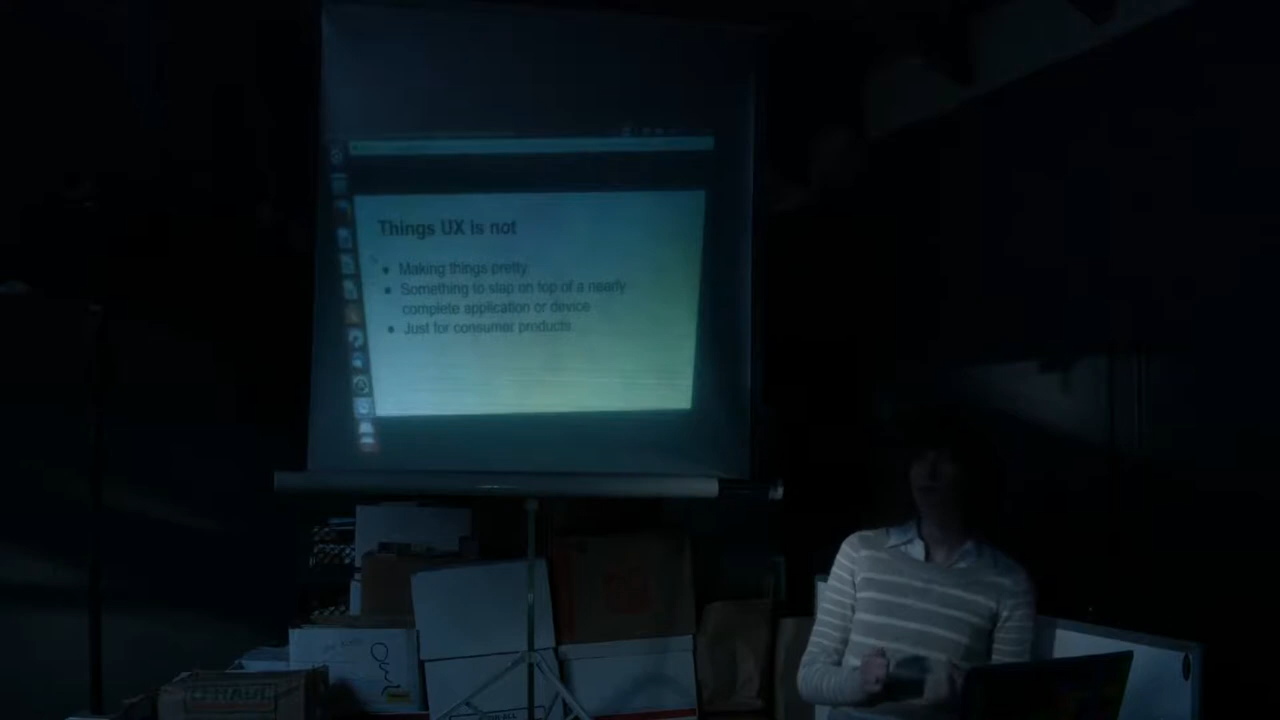 Things UX is not
● Making things pretty
● Something to slap on top of a nearly
complete application or device
● Just for consumer products
U-HAUL